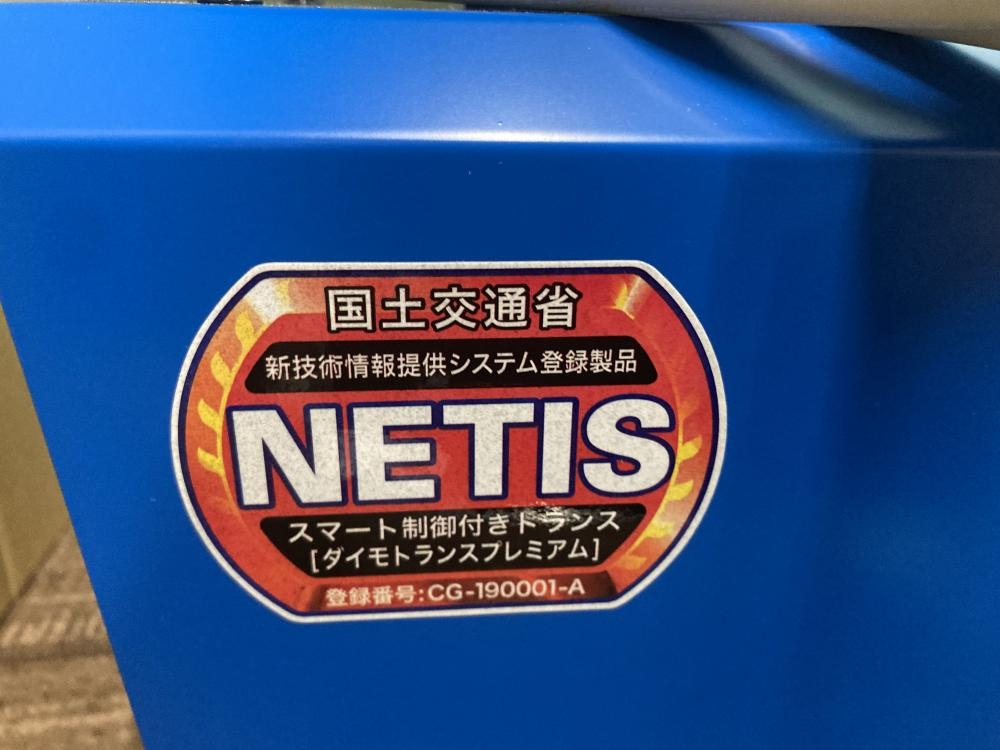 国土交通省
新技術情報提供システム登録製品
NETIS
スマート制御付きトランス
[ダイモトランスプレミアム]
登録番号:CG-190001-A